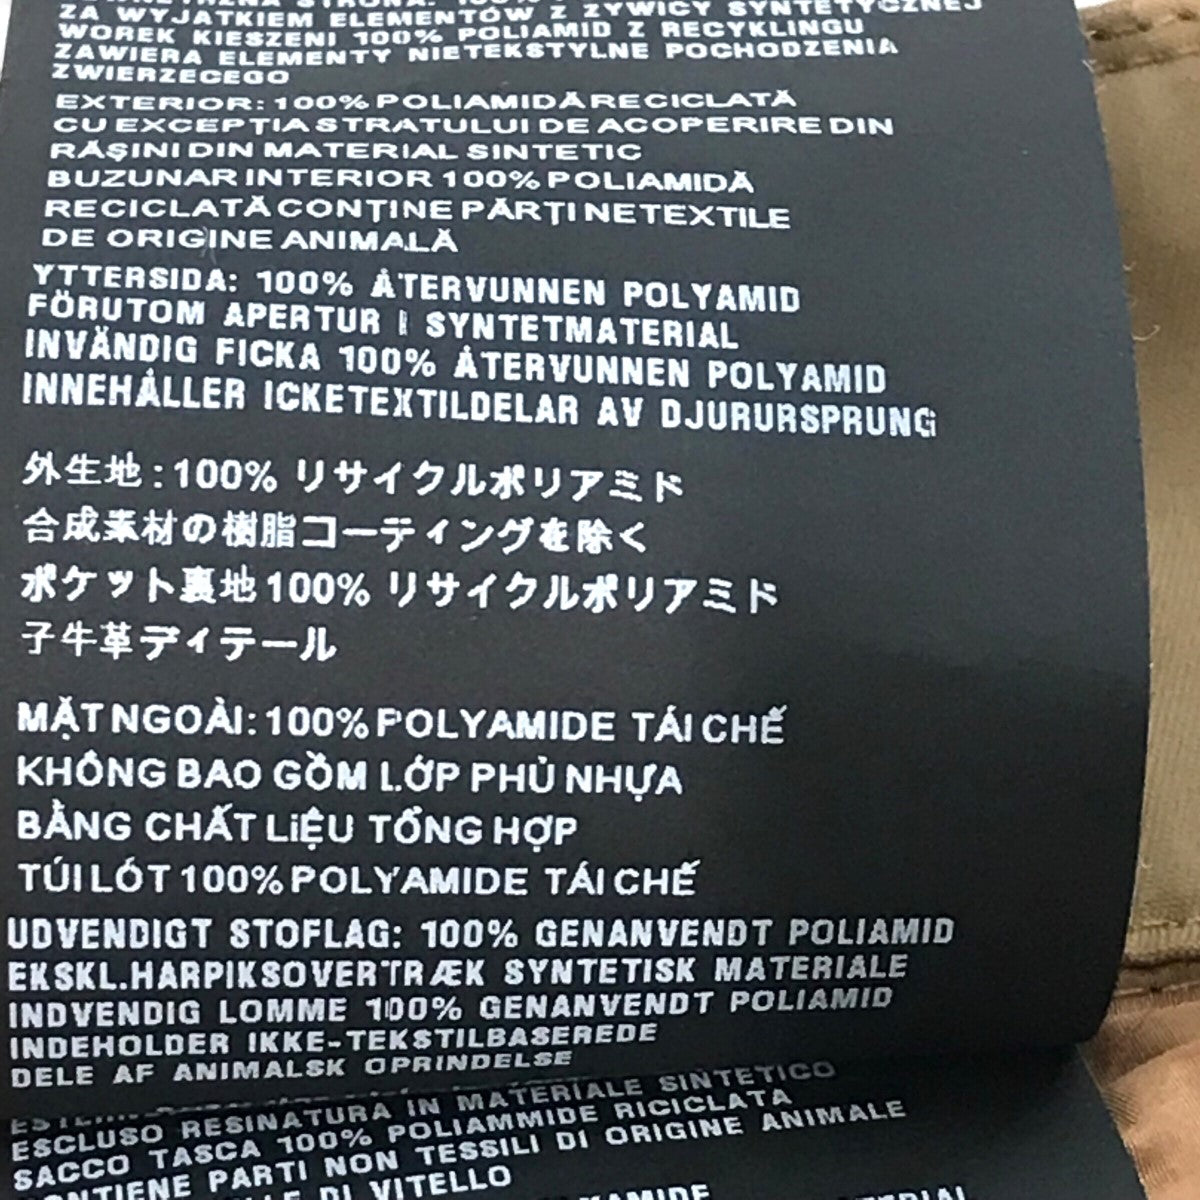 ZA WYJĄTKIEM ELEMENTÓW Z ŻYWICY SYNTETYCZNEJ
WOREK KIESZENI 100% POLIAMID Z RECYKLINGU
ZAWIERA ELEMENTY NIETEKSTYLNE POCHODZENIA
ZWIERZĘCEGO
EXTERIOR: 100% POLIAMIDĂ RECICLATĂ
CU EXCEPȚIA STRATULUI DE ACOPERIRE DIN
RĂȘINI DIN MATERIAL SINTETIC
BUZUNAR INTERIOR 100% POLIAMIDĂ
RECICLATĂ CONȚINE PĂRȚI NETEXTILE
DE ORIGINE ANIMALĂ
YTTERSIDA: 100% ÅTERVUNNEN POLYAMID
FÖRUTOM APERTUR I SYNTETMATERIAL
INVÄNDIG FICKA 100% ÅTERVUNNEN POLYAMID
INNEHÅLLER ICKETEXTILDELAR AV DJURURSPRUNG
外生地:100% リサイクルポリアミド
合成素材の樹脂コーティングを除く
ポケット裏地100% リサイクルポリアミド
子牛革ディテール
MẶT NGOÀI: 100% POLYAMIDE TÁI CHẾ
KHÔNG BAO GỒM LỚP PHỦ NHỰA
BẰNG CHẤT LiỆU TỔNG HỢP
TÚI LÓT 100% POLYAMIDE TÁI CHẾ
UDVENDIGT STOFLAG: 100% GENANVENDT POLIAMID
EKSKL.HARPIKSOVERTRÆK SYNTETISK MATERIALE
INDVENDIG LOMME 100% GENANVENDT POLIAMID
INDEHOLDER IKKE-TEKSTILBASEREDE
DELE AF ANIMALSK OPRINDELSE
ESCLUSO RESINATURA IN MATERIALE SINTETICO
SACCO TASCA 100% POLIAMMIDE RICICLATA
CONTIENE PARTI NON TESSILI DI ORIGINE ANIMALE
DI VITELLO